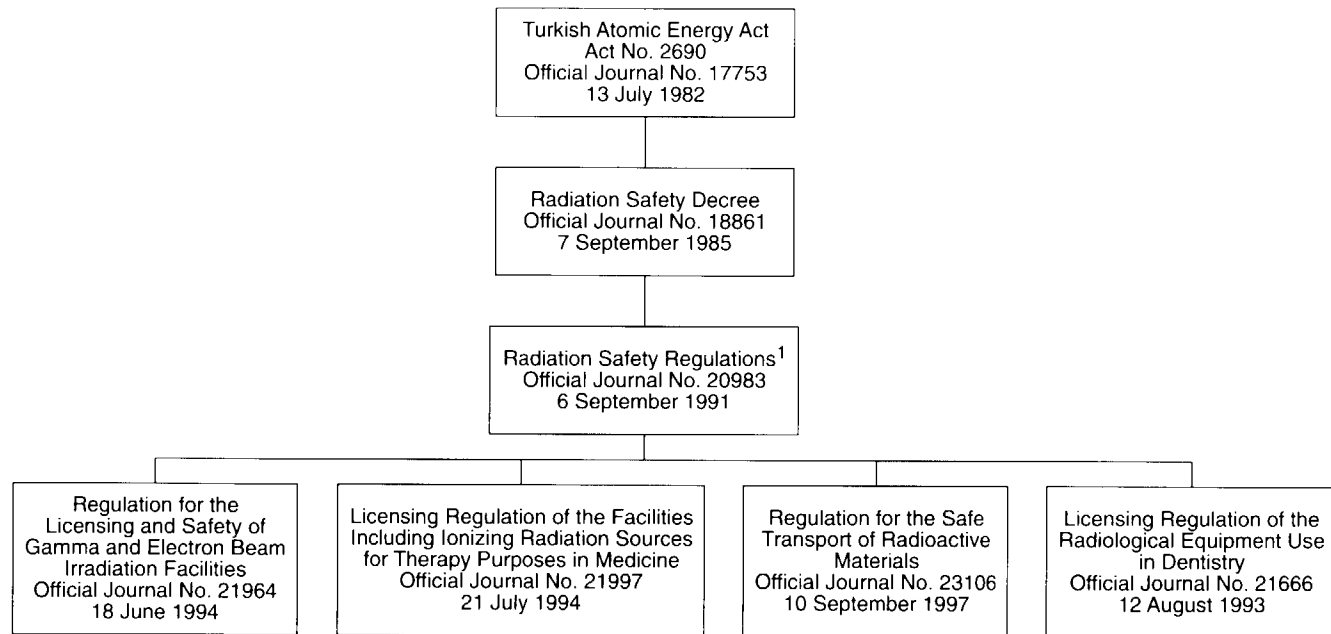 Turkish Atomic Energy Act
Act No. 2690
Official Journal No. 17753
13 July 1982
Radiation Safety Decree
Official Journal No. 18861
7 September 1985
Radiation Safety Regulations¹
Official Journal No. 20983
6 September 1991
Regulation for the
Licensing and Safety of
Gamma and Electron Beam
Irradiation Facilities
Official Journal No. 21964
18 June 1994
Licensing Regulation of the Facilities
Including Ionizing Radiation Sources
for Therapy Purposes in Medicine
Official Journal No. 21997
21 July 1994
Regulation for the Safe
Transport of Radioactive
Materials
Official Journal No. 23106
10 September 1997
Licensing Regulation of the
Radiological Equipment Use
in Dentistry
Official Journal No. 21666
12 August 1993